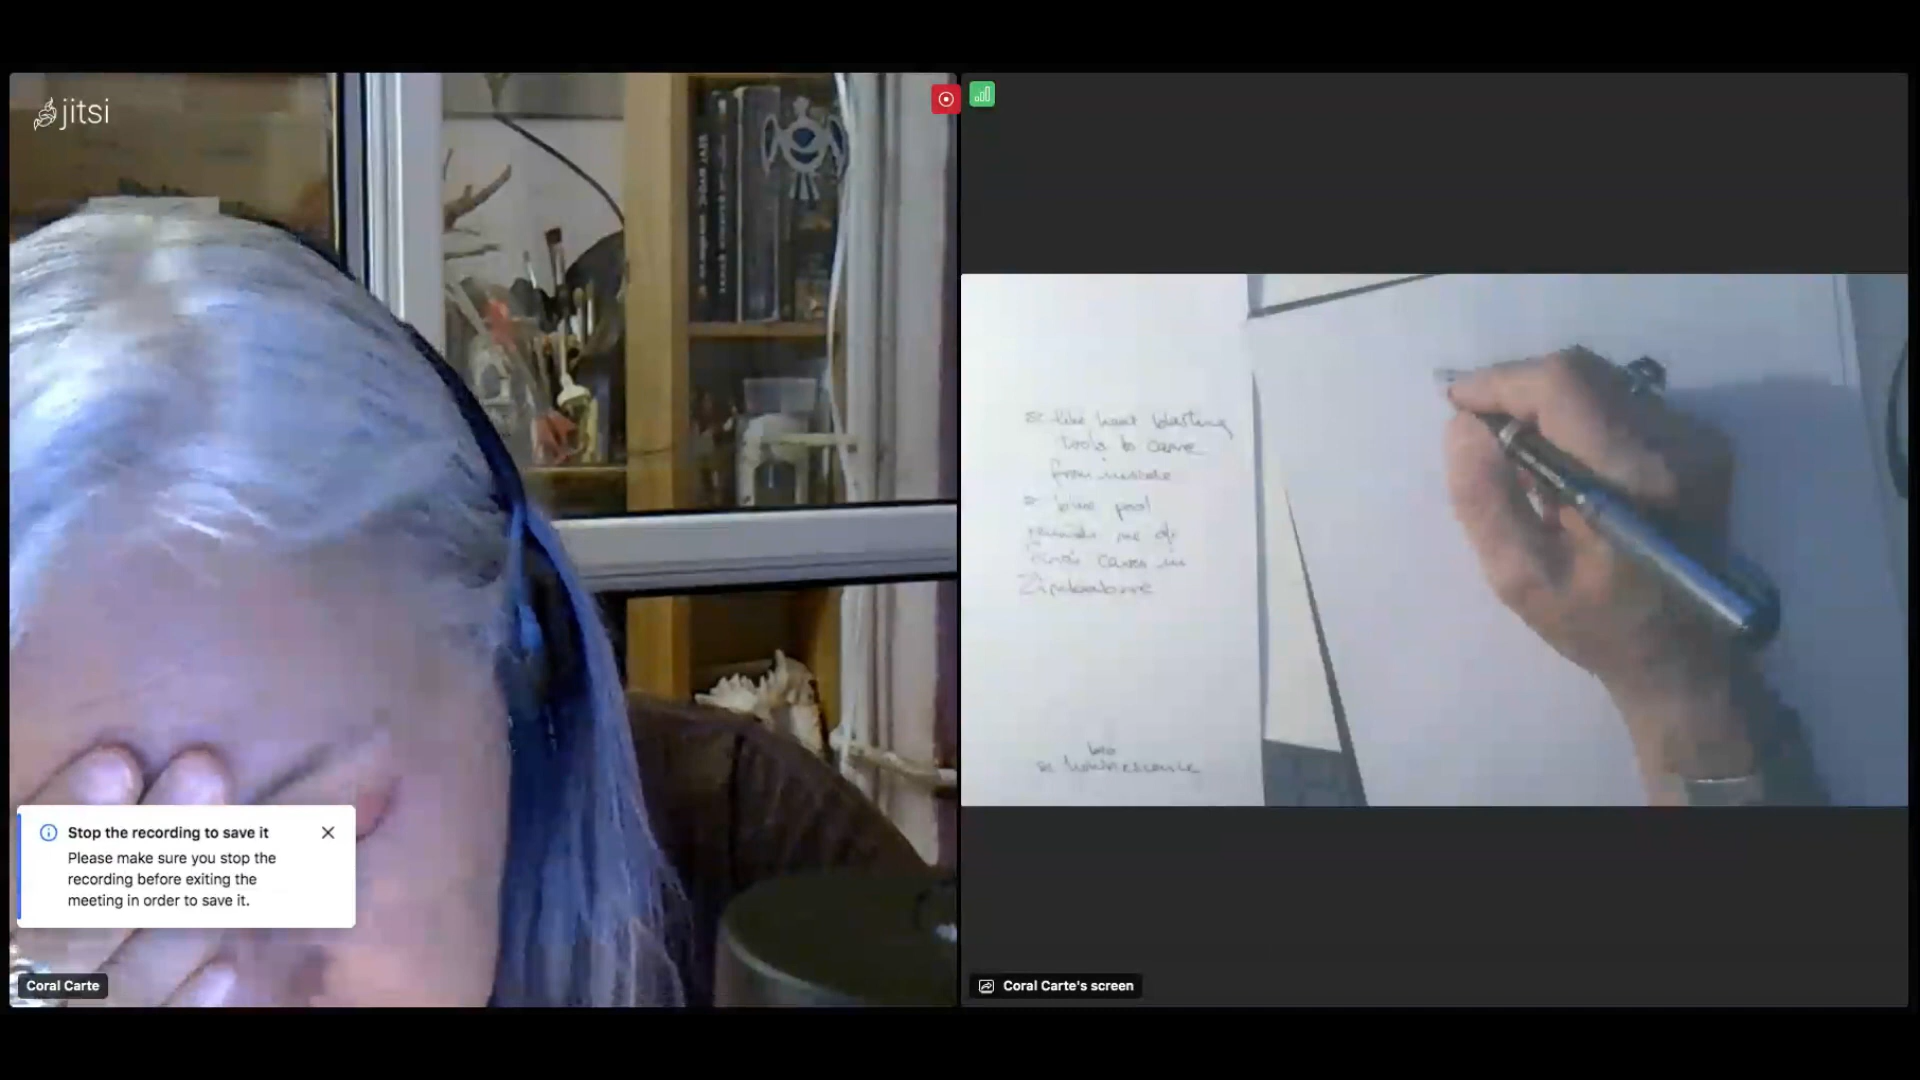 jitsi
Stop the recording to save it
Please make sure you stop the
recording before exiting the
meeting in order to save it.
Coral Carte
like heat blasting
tools to carve
from inside
blue pool
reminds me of
caves in
Zimbabwe
Coral Carte's screen